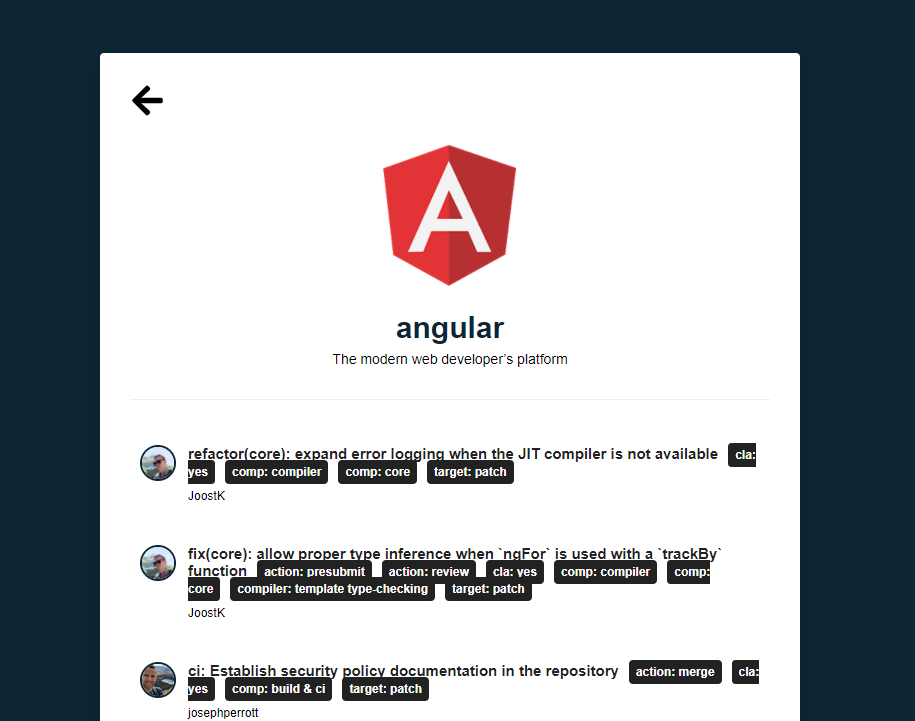 A
angular
The modern web developer's platform
refactor(core): expand error logging when the JIT compiler is not available cla:
yes comp: compiler comp: core target: patch
JoostK
fix(core): allow proper type inference when `ngFor` is used with a `trackBy`
function action: presubmit action: review cla: yes comp: compiler comp:
core compiler: template type-checking target: patch
JoostK
ci: Establish security policy documentation in the repository action: merge cla:
yes comp: build & ci target: patch
josephperrott